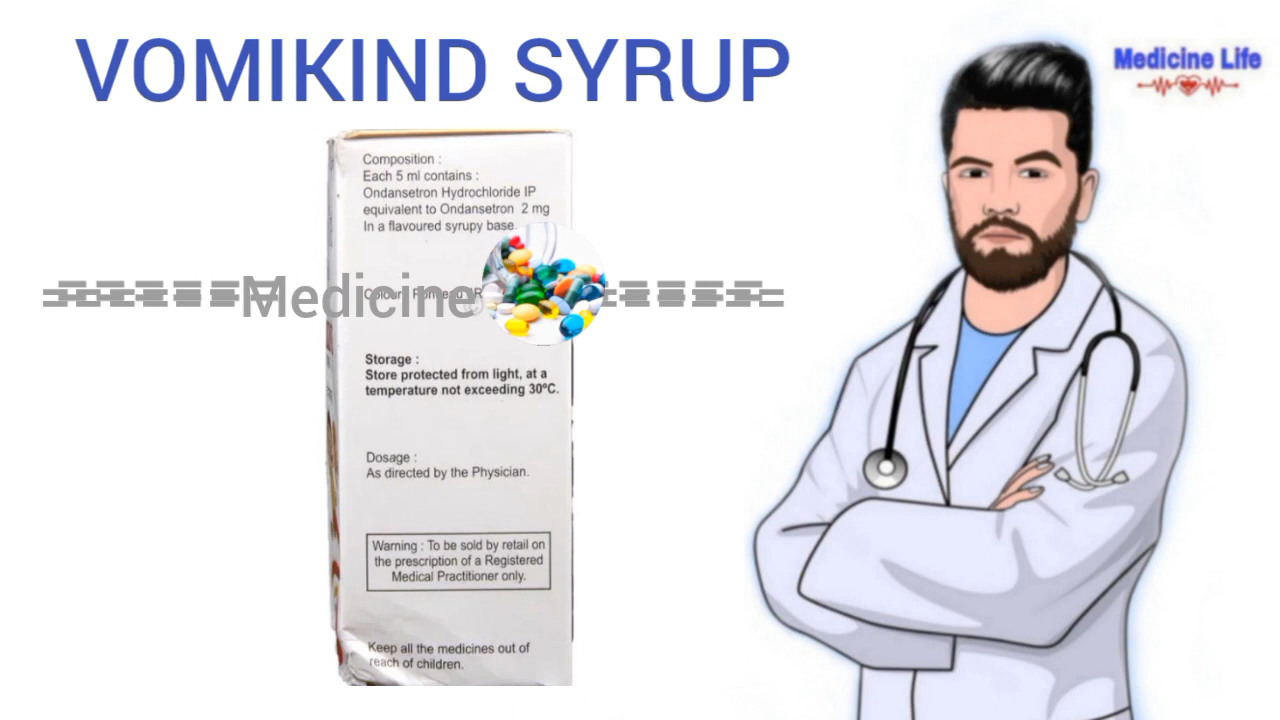 VOMIKIND SYRUP
Medicine Life
Composition :
Each 5 ml contains :
Ondansetron Hydrochloride IP
equivalent to Ondansetron 2 mg
In a flavoured syrupy base.
Medicine
Storage :
Store protected from light, at a
temperature not exceeding 30°C.
Dosage :
As directed by the Physician.
Warning : To be sold by retail on
the prescription of a Registered
Medical Practitioner only.
Keep all the medicines out of
reach of children.